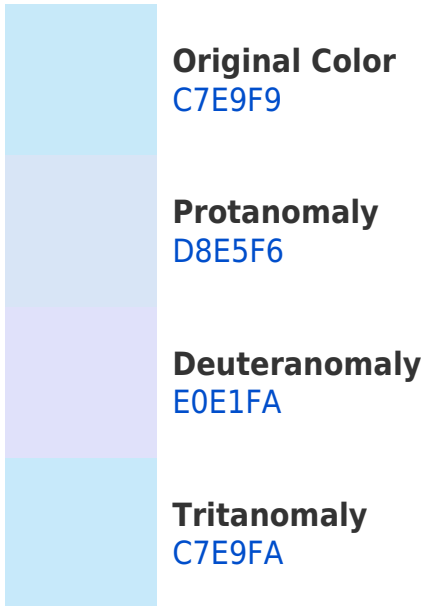 Original Color
C7E9F9
Protanomaly
D8E5F6
Deuteranomaly
E0E1FA
Tritanomaly
C7E9FA